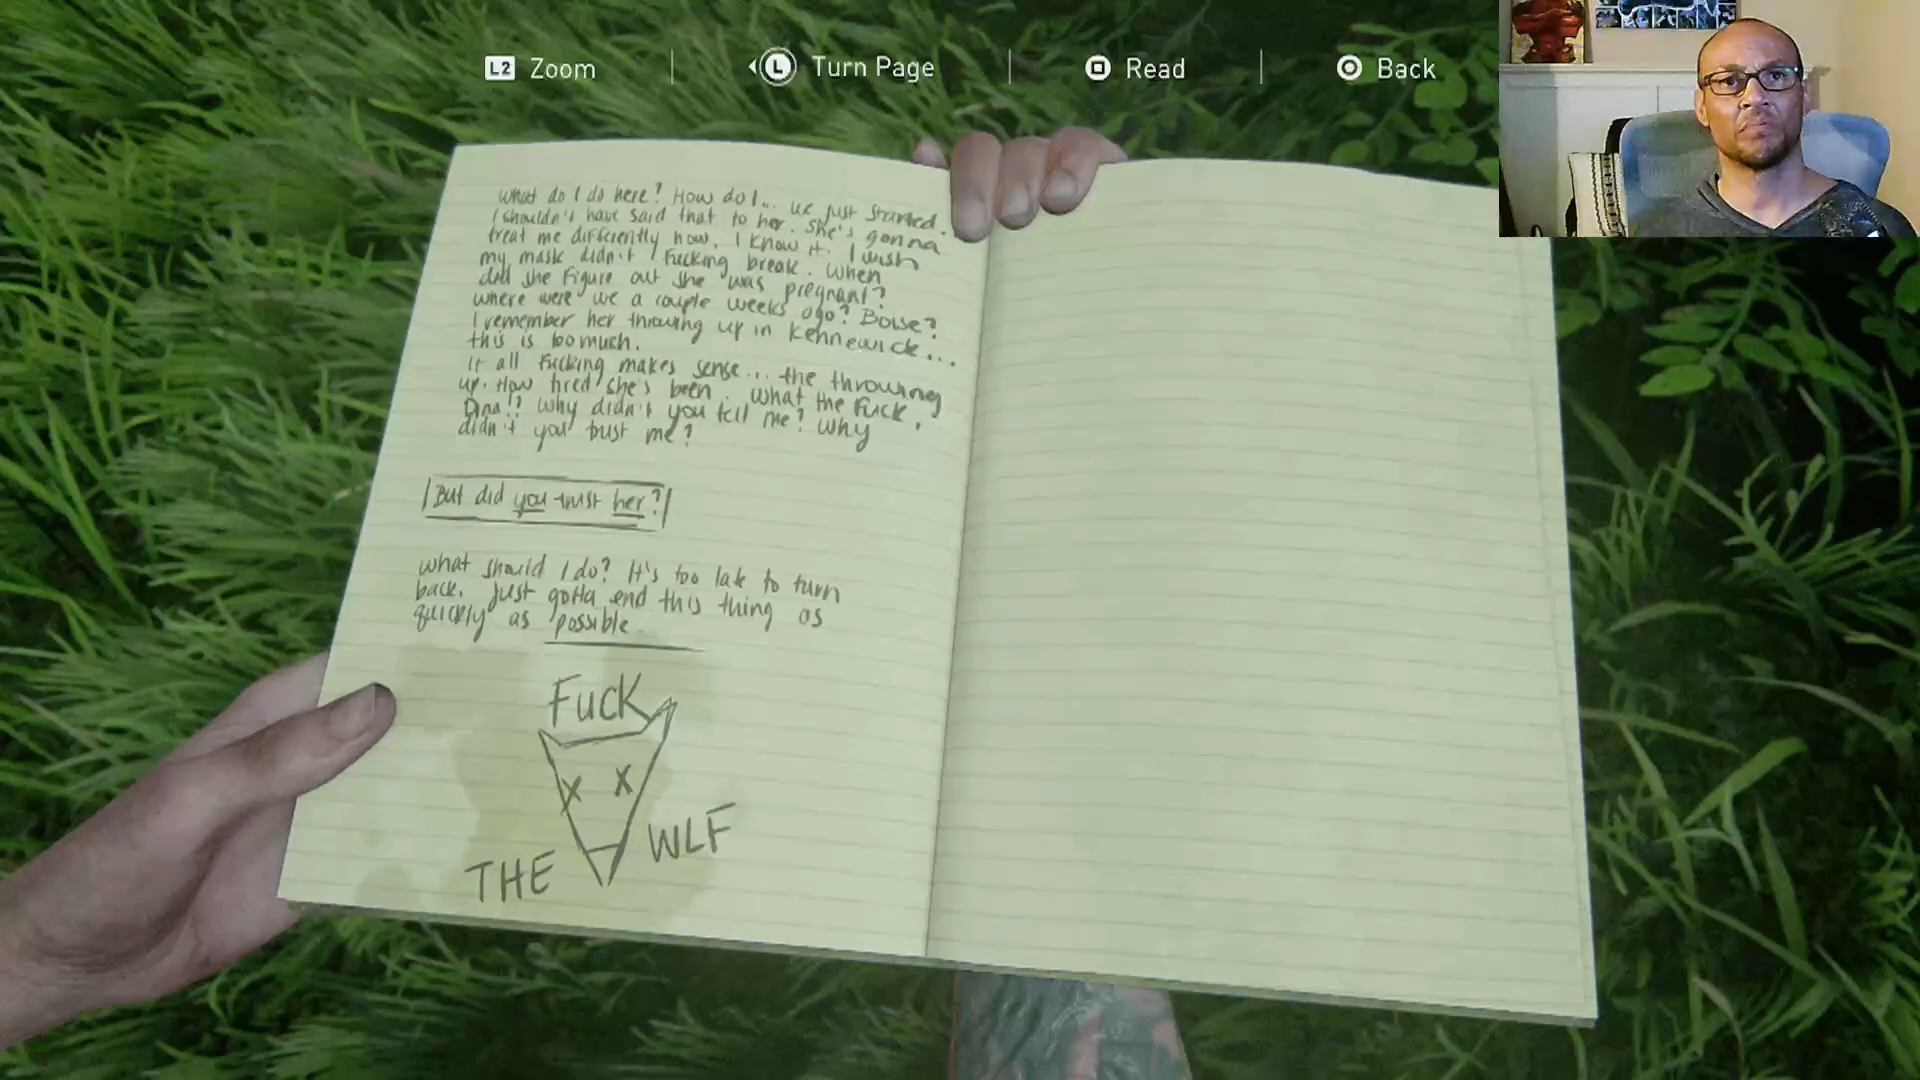 L2 Zoom
L Turn Page
Read
Back
What do I do here? How do I... we just started.
I shouldn't have said that to her. She's gonna
treat me differently now. I know it. I wish
my mask didn't fucking break. When
did she figure out she was pregnant?
where were we a couple weeks ago? Boise?
I remember her throwing up in Kennewick...
this is too much.
It all fucking makes sense... the throwing
up. How tired she's been. What the fuck,
Dina!? Why didn't you tell me? Why
didn't you trust me?
But did you trust her?
what should I do? It's too late to turn
back. Just gotta end this thing as
quickly as possible.
Fuck
X X
THE WLF